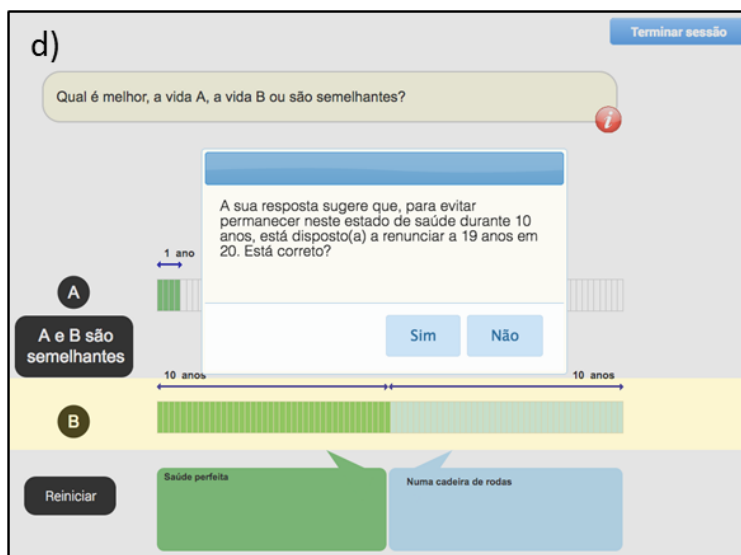 d)
Terminar sessão
Qual é melhor, a vida A, a vida B ou são semelhantes?
i
A sua resposta sugere que, para evitar
permanecer neste estado de saúde durante 10
anos, está disposto(a) a renunciar a 19 anos em
20. Está correto?
1 ano
A
Sim
Não
A e B são
semelhantes
10 anos
10 anos
B
Saúde perfeita
Numa cadeira de rodas
Reiniciar